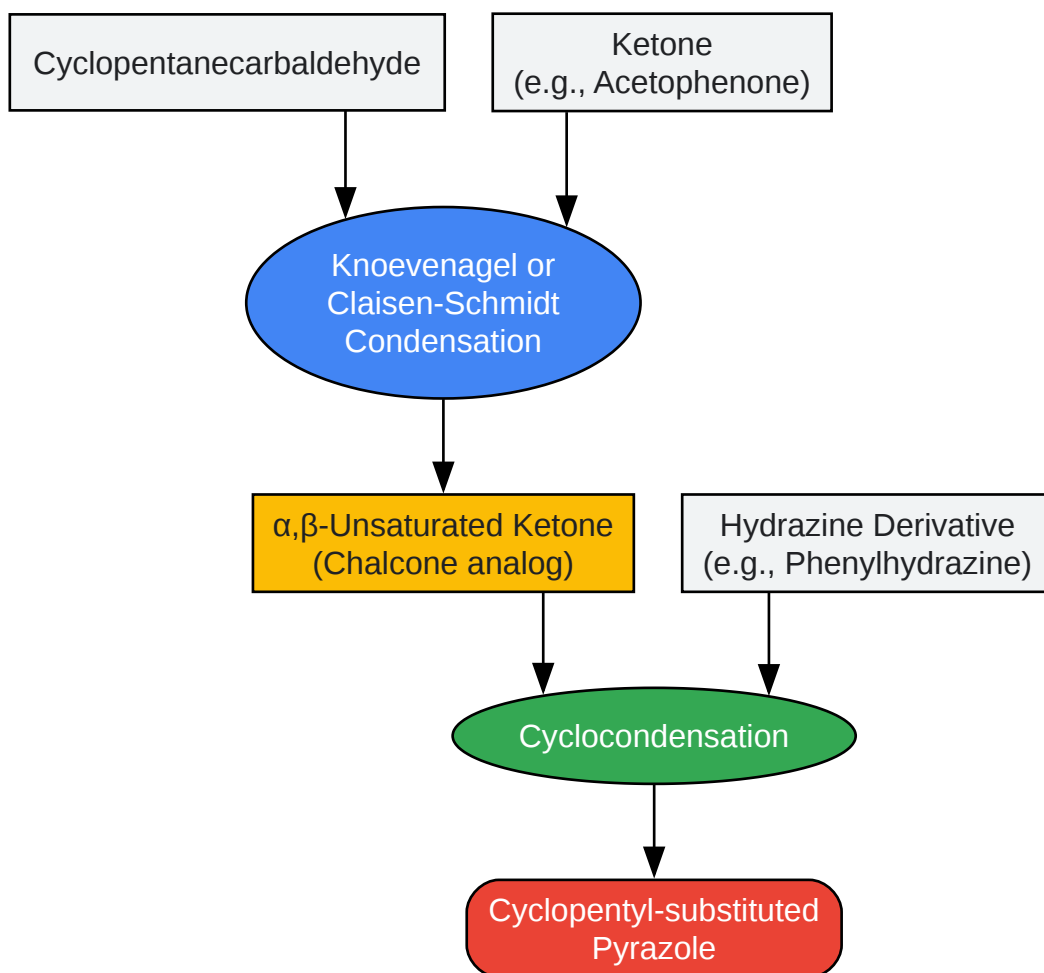 Cyclopentanecarbaldehyde
Ketone
(e.g., Acetophenone)
Knoevenagel or
Claisen-Schmidt
Condensation
α,β-Unsaturated Ketone
(Chalcone analog)
Hydrazine Derivative
(e.g., Phenylhydrazine)
Cyclocondensation
Cyclopentyl-substituted
Pyrazole